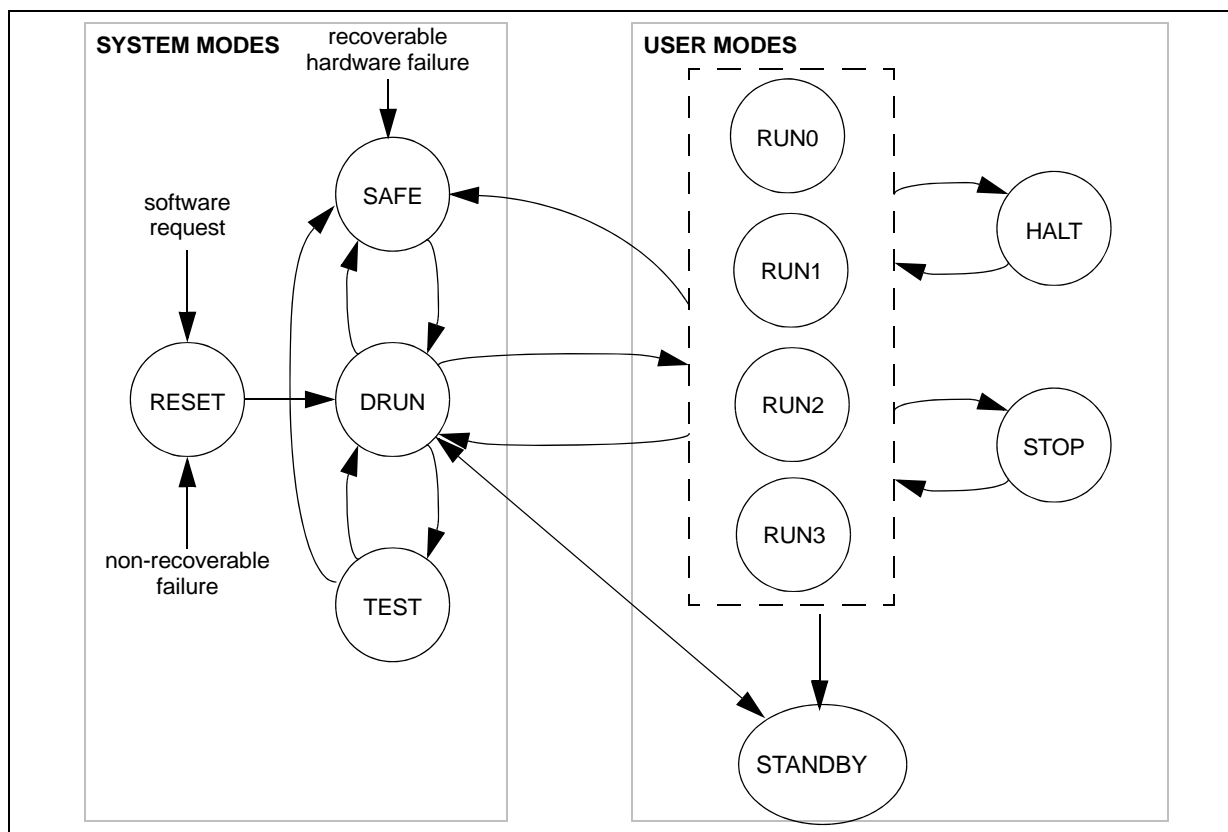 SYSTEM MODES
recoverable
hardware failure
SAFE
software
request
RESET
DRUN
non-recoverable
failure
TEST
USER MODES
RUN0
RUN1
RUN2
RUN3
HALT
STOP
STANDBY